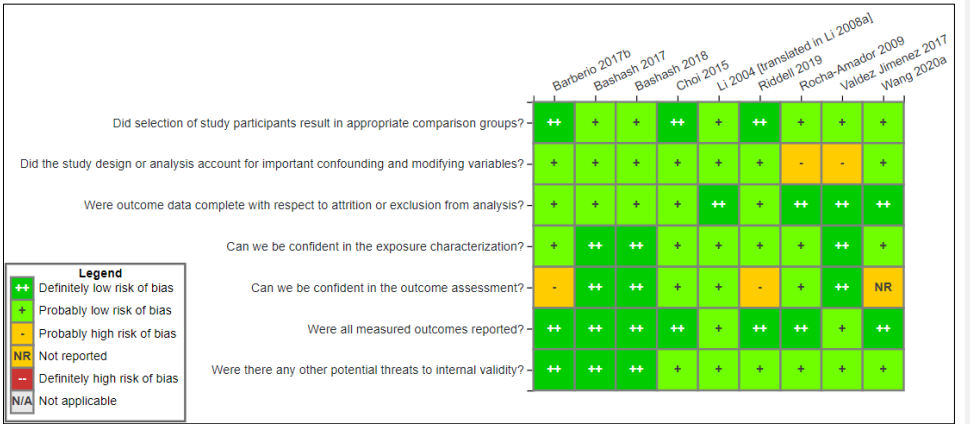 Barberio 2017b
Bashash 2017
Bashash 2018
Choi 2015
Li 2004 [translated in Li 2008a]
Riddell 2019
Rocha-Amador 2009
Valdez Jimenez 2017
Wang 2020a
Did selection of study participants result in appropriate comparison groups? ++ + + ++ + ++ + + +
Did the study design or analysis account for important confounding and modifying variables? + + + + + + - - +
Were outcome data complete with respect to attrition or exclusion from analysis? + + + + ++ + ++ ++ ++
Can we be confident in the exposure characterization? + ++ ++ + + + + ++ +
Can we be confident in the outcome assessment? - ++ ++ + + - + ++ NR
Were all measured outcomes reported? ++ ++ ++ ++ + ++ ++ + ++
Were there any other potential threats to internal validity? ++ ++ ++ + + + + + +
Legend
++ Definitely low risk of bias
+ Probably low risk of bias
- Probably high risk of bias
NR Not reported
-- Definitely high risk of bias
N/A Not applicable